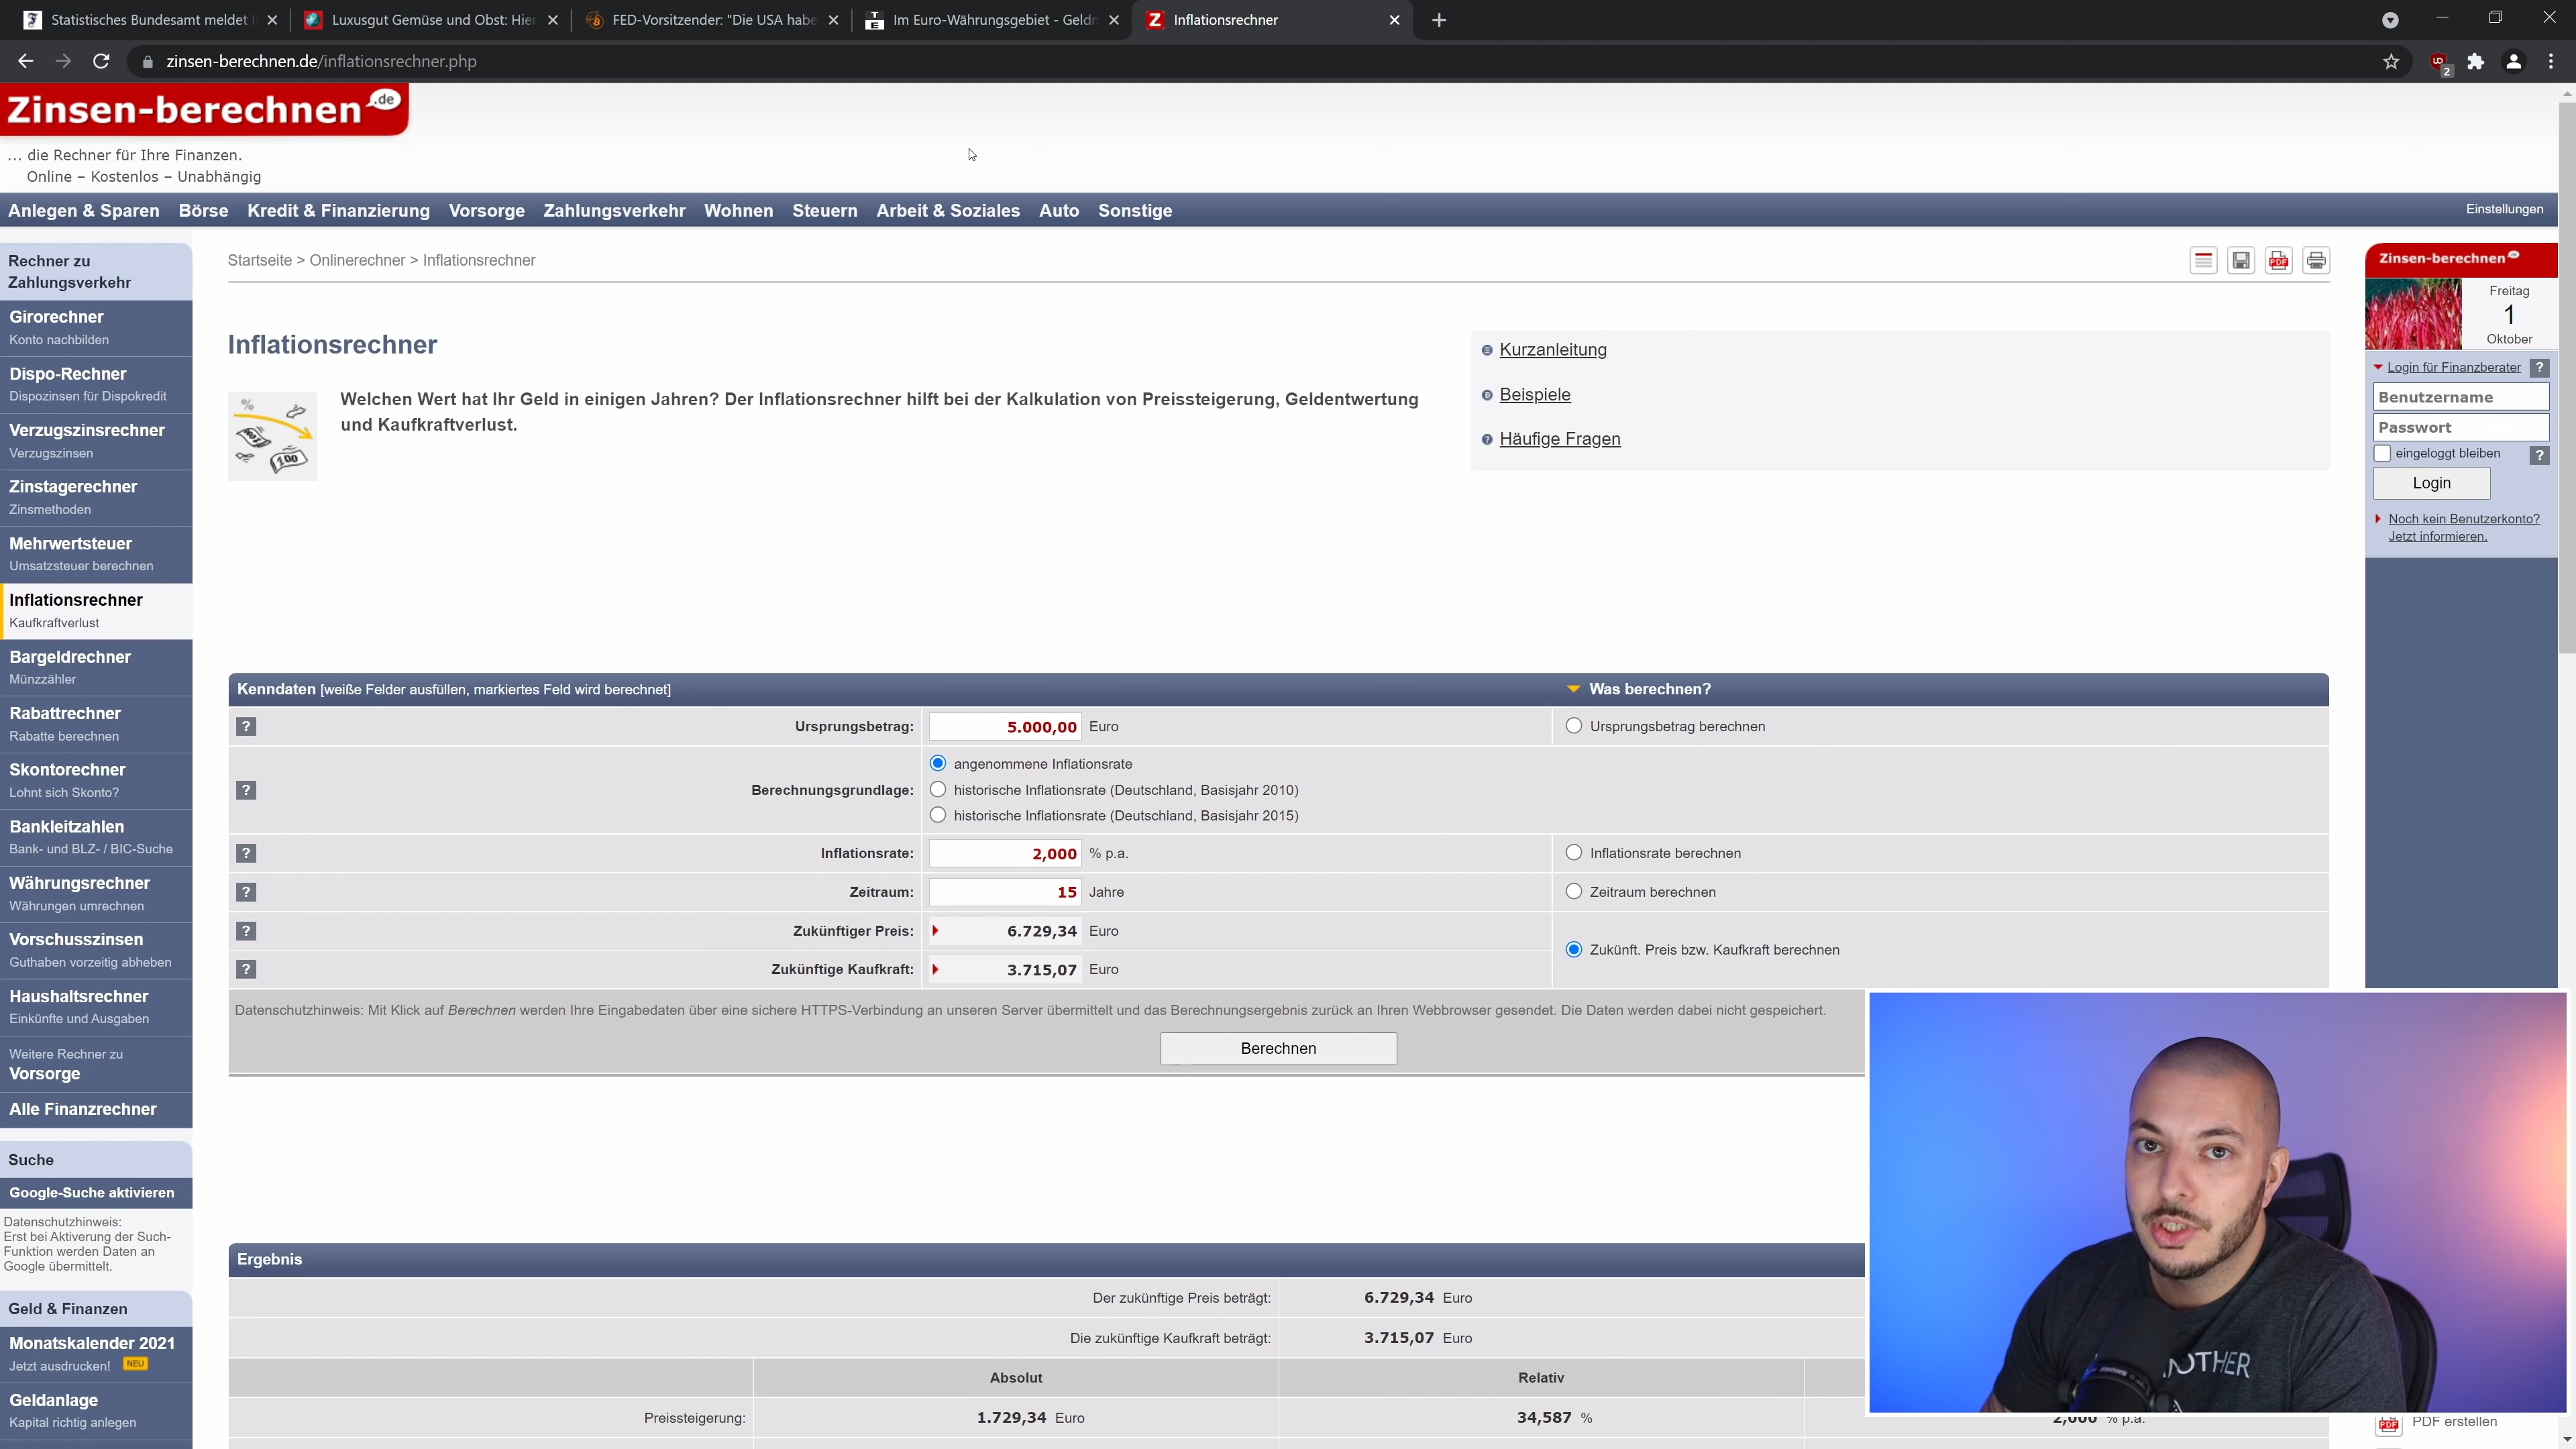 Statistisches Bundesamt meldet
Luxusgut Gemüse und Obst: Hier
FED-Vorsitzender: "Die USA habe
Im Euro-Währungsgebiet - Geldn
Inflationsrechner
zinsen-berechnen.de/inflationsrechner.php
2
Zinsen-berechnen .de
... die Rechner für Ihre Finanzen.
Online – Kostenlos – Unabhängig
Anlegen & Sparen Börse Kredit & Finanzierung Vorsorge Zahlungsverkehr Wohnen Steuern Arbeit & Soziales Auto Sonstige
Einstellungen
Rechner zu
Zahlungsverkehr
Girorechner
Konto nachbilden
Dispo-Rechner
Dispozinsen für Dispokredit
Verzugszinsrechner
Verzugszinsen
Zinstagerechner
Zinsmethoden
Mehrwertsteuer
Umsatzsteuer berechnen
Inflationsrechner
Kaufkraftverlust
Bargeldrechner
Münzzähler
Rabattrechner
Rabatte berechnen
Skontorechner
Lohnt sich Skonto?
Bankleitzahlen
Bank- und BLZ- / BIC-Suche
Währungsrechner
Währungen umrechnen
Vorschusszinsen
Guthaben vorzeitig abheben
Haushaltsrechner
Einkünfte und Ausgaben
Weitere Rechner zu
Vorsorge
Alle Finanzrechner
Suche
Google-Suche aktivieren
Datenschutzhinweis:
Erst bei Aktivierung der Such-
Funktion werden Daten an
Google übermittelt.
Geld & Finanzen
Monatskalender 2021
Jetzt ausdrucken! NEU
Geldanlage
Kapital richtig anlegen
Startseite > Onlinerechner > Inflationsrechner
PDF
Inflationsrechner
Welchen Wert hat Ihr Geld in einigen Jahren? Der Inflationsrechner hilft bei der Kalkulation von Preissteigerung, Geldentwertung
und Kaufkraftverlust.
Kurzanleitung
Beispiele
Häufige Fragen
Kenndaten [weiße Felder ausfüllen, markiertes Feld wird berechnet]
Was berechnen?
? Ursprungsbetrag: 5.000,00 Euro
Ursprungsbetrag berechnen
? Berechnungsgrundlage:
angenommene Inflationsrate
historische Inflationsrate (Deutschland, Basisjahr 2010)
historische Inflationsrate (Deutschland, Basisjahr 2015)
? Inflationsrate: 2,000 % p.a.
Inflationsrate berechnen
? Zeitraum: 15 Jahre
Zeitraum berechnen
? Zukünftiger Preis: 6.729,34 Euro
? Zukünftige Kaufkraft: 3.715,07 Euro
Zukünft. Preis bzw. Kaufkraft berechnen
Datenschutzhinweis: Mit Klick auf Berechnen werden Ihre Eingabedaten über eine sichere HTTPS-Verbindung an unseren Server übermittelt und das Berechnungsergebnis zurück an Ihren Webbrowser gesendet. Die Daten werden dabei nicht gespeichert.
Berechnen
Ergebnis
Der zukünftige Preis beträgt: 6.729,34 Euro
Die zukünftige Kaufkraft beträgt: 3.715,07 Euro
Absolut Relativ
Preissteigerung: 1.729,34 Euro 34,587 % 2,000 % p.a.
Zinsen-berechnen
Freitag
1
Oktober
Login für Finanzberater ?
Benutzername
Passwort
eingeloggt bleiben ?
Login
Noch kein Benutzerkonto?
Jetzt informieren.
OTHER
PDF PDF erstellen